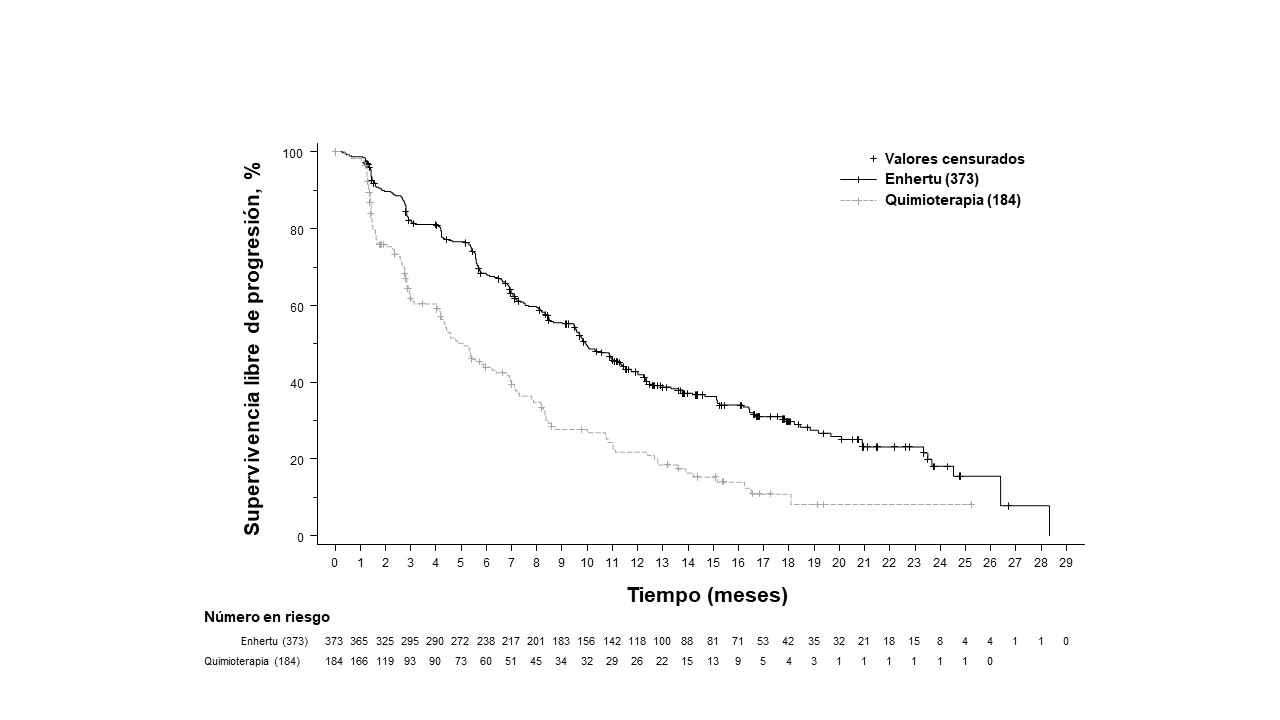 Supervivencia libre de progresión, %
100
80
60
40
20
0
+ Valores censurados
Enhertu (373)
Quimioterapia (184)
0 1 2 3 4 5 6 7 8 9 10 11 12 13 14 15 16 17 18 19 20 21 22 23 24 25 26 27 28 29
Tiempo (meses)
Número en riesgo
Enhertu (373) 373 365 325 295 290 272 238 217 201 183 156 142 118 100 88 81 71 53 42 35 32 21 18 15 8 4 4 1 1 0
Quimioterapia (184) 184 166 119 93 90 73 60 51 45 34 32 29 26 22 15 13 9 5 4 3 1 1 1 1 1 1 0